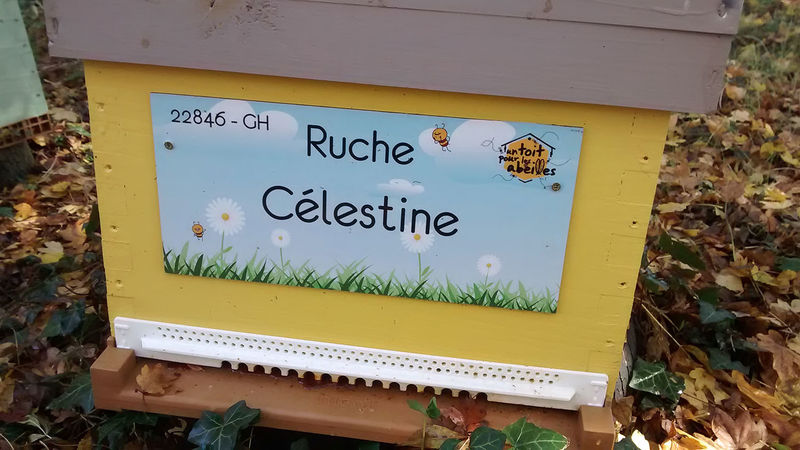 22846 - GH
Ruche
Célestine
un toit
pour les
abeilles